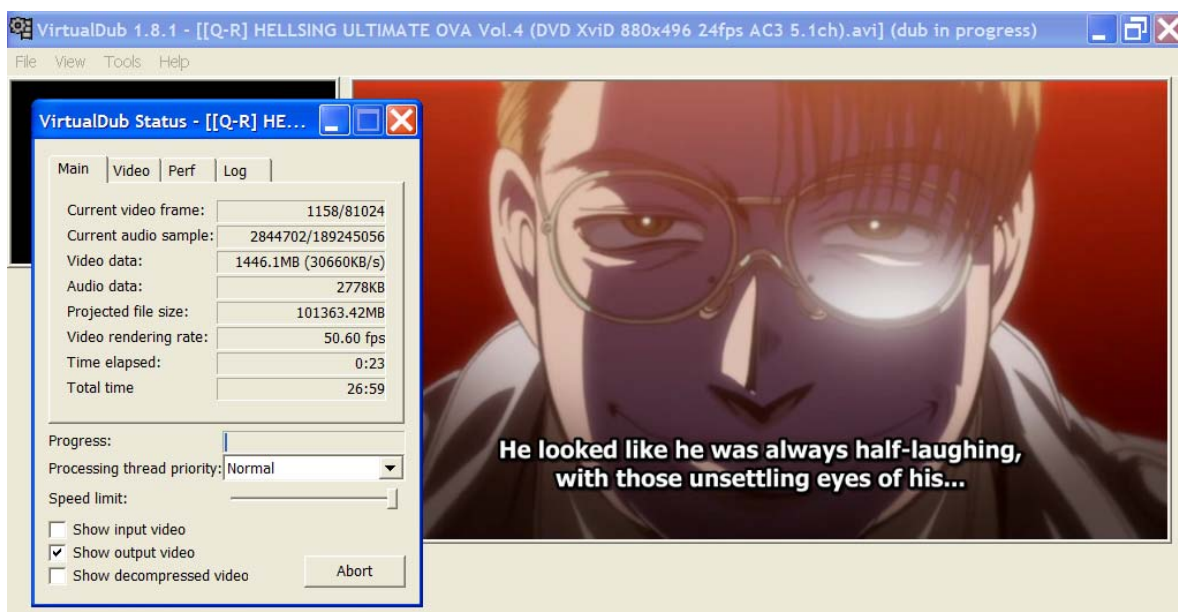 VirtualDub 1.8.1 - [[Q-R] HELLSING ULTIMATE OVA Vol.4 (DVD XviD 880x496 24fps AC3 5.1ch).avi] (dub in progress)
File View Tools Help
VirtualDub Status - [[Q-R] HE...
Main Video Perf Log
Current video frame: 1158/81024
Current audio sample: 2844702/189245056
Video data: 1446.1MB (30660KB/s)
Audio data: 2778KB
Projected file size: 101363.42MB
Video rendering rate: 50.60 fps
Time elapsed: 0:23
Total time 26:59
Progress:
Processing thread priority: Normal
Speed limit:
Show input video
Show output video
Show decompressed video
Abort
He looked like he was always half-laughing,
with those unsettling eyes of his...